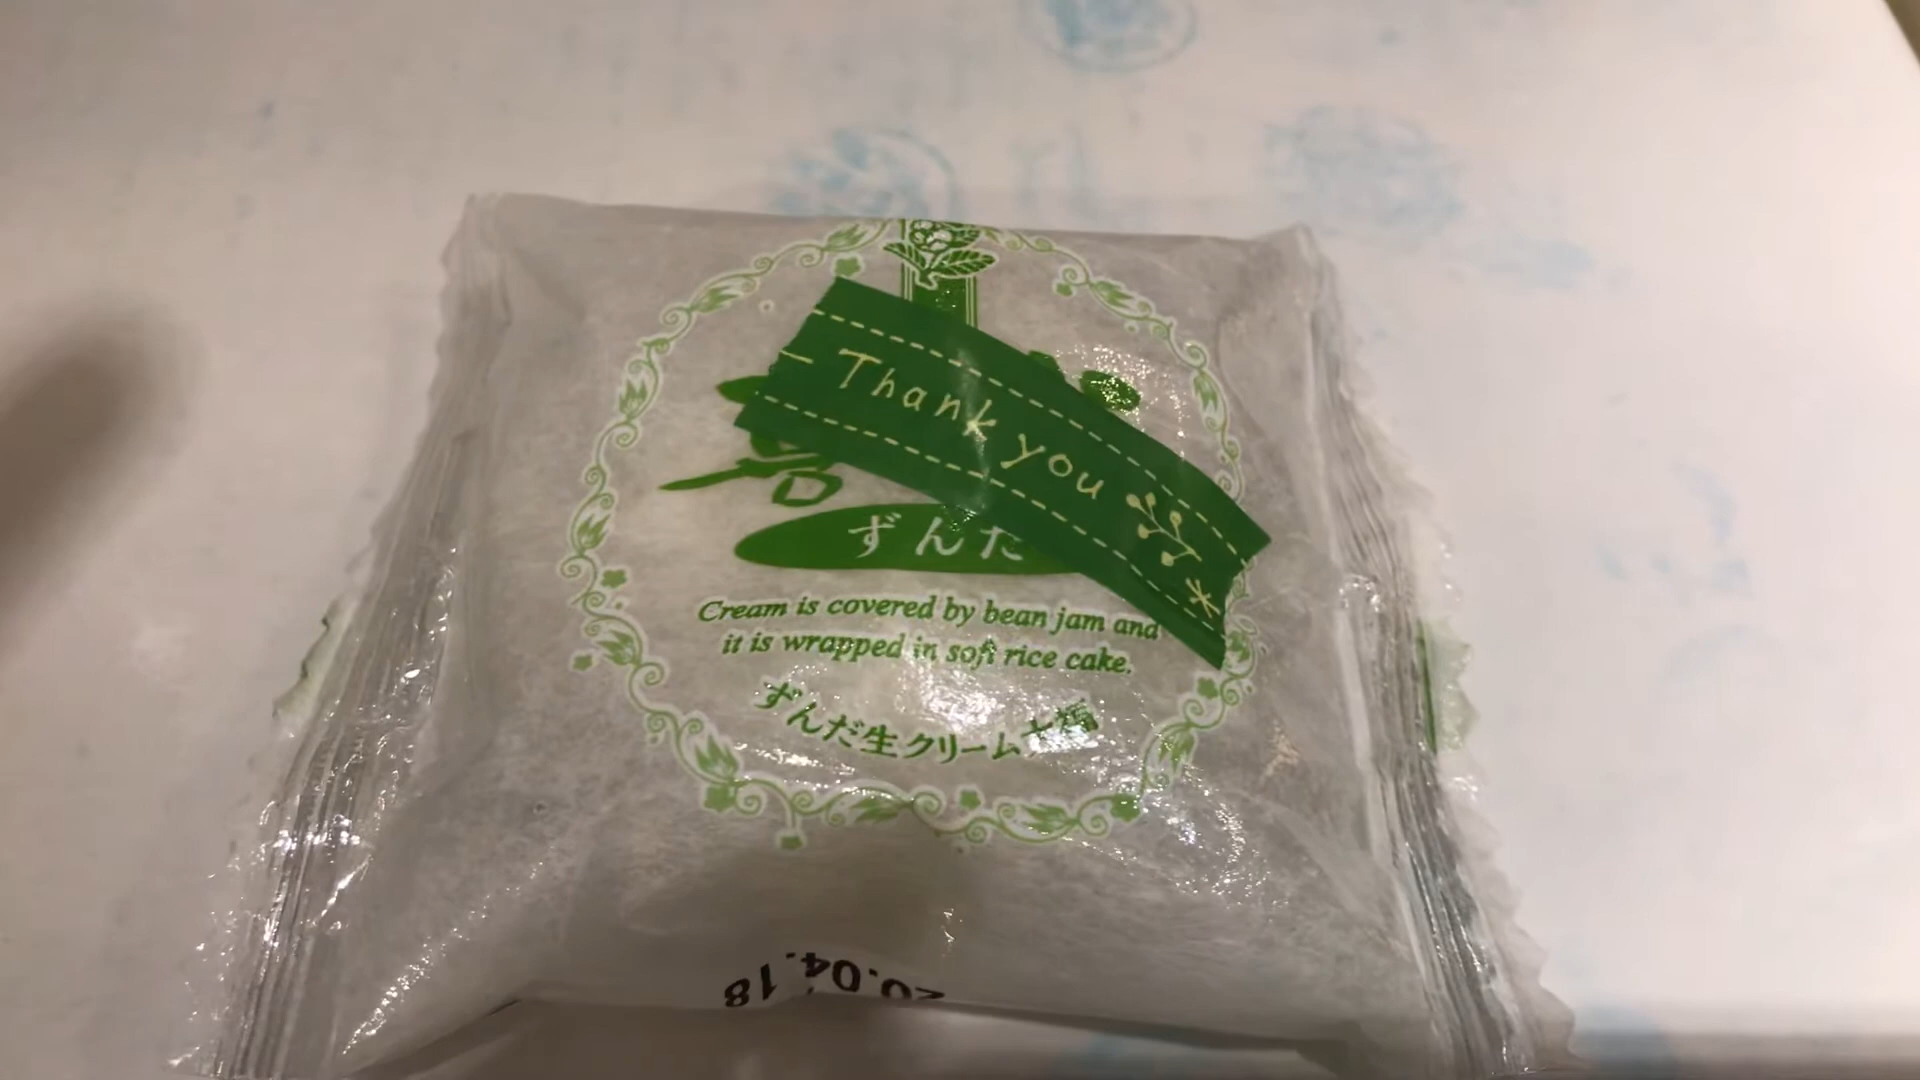 Thank you
ずんだ
Cream is covered by bean jam and
it is wrapped in soft rice cake.
ずんだ生クリーム大福
20.04.18